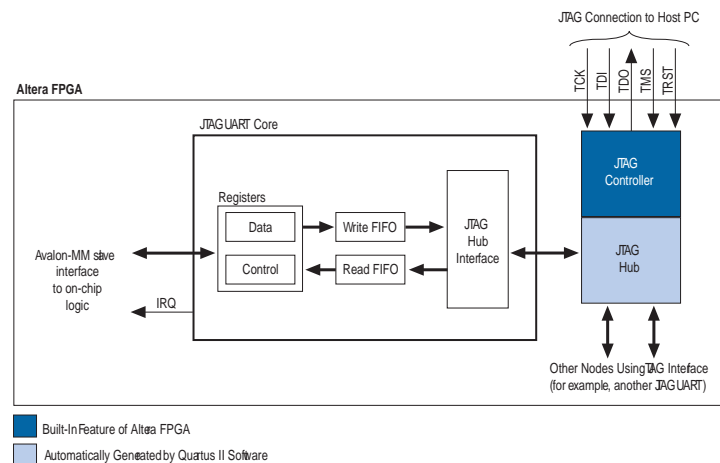 JTAG Connection to Host PC
TCK
TDI
TDO
TMS
TRST
Altera FPGA
JTAG UART Core
JTAG
Controller
Registers
Data
Write FIFO
JTAG
Hub
Interface
Control
Read FIFO
Avalon-MM slave
interface
to on-chip
logic
IRQ
JTAG
Hub
Other Nodes Using JTAG Interface
(for example, another JTAG UART)
Built-In Feature of Altera FPGA
Automatically Generated by Quartus II Software